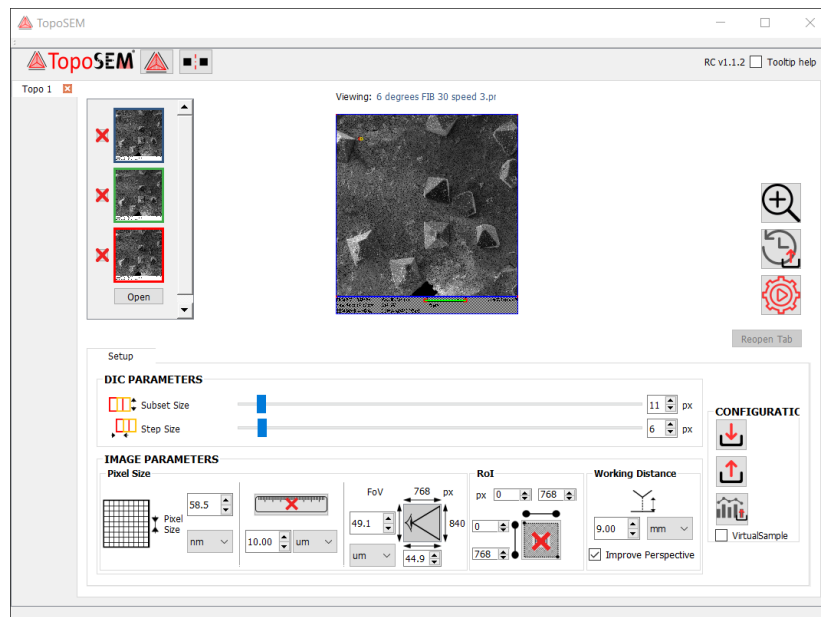 TopoSEM
TopoSEM
RC v1.1.2 Tooltip help
Topo 1
Viewing: 6 degrees FIB 30 speed 3.pr
Open
Reopen Tab
Setup
DIC PARAMETERS
Subset Size 11 px
Step Size 6 px
CONFIGURATIC
IMAGE PARAMETERS
Pixel Size
RoI
Working Distance
58.5
Pixel
Size
nm
10.00 um
FoV 768 px
49.1 840
um 44.9
px 0 768
0
768
9.00 mm
Improve Perspective
VirtualSample